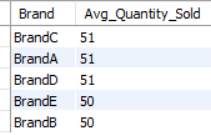 Brand Avg_Quantity_Sold
BrandC 51
BrandA 51
BrandD 51
BrandE 50
BrandB 50